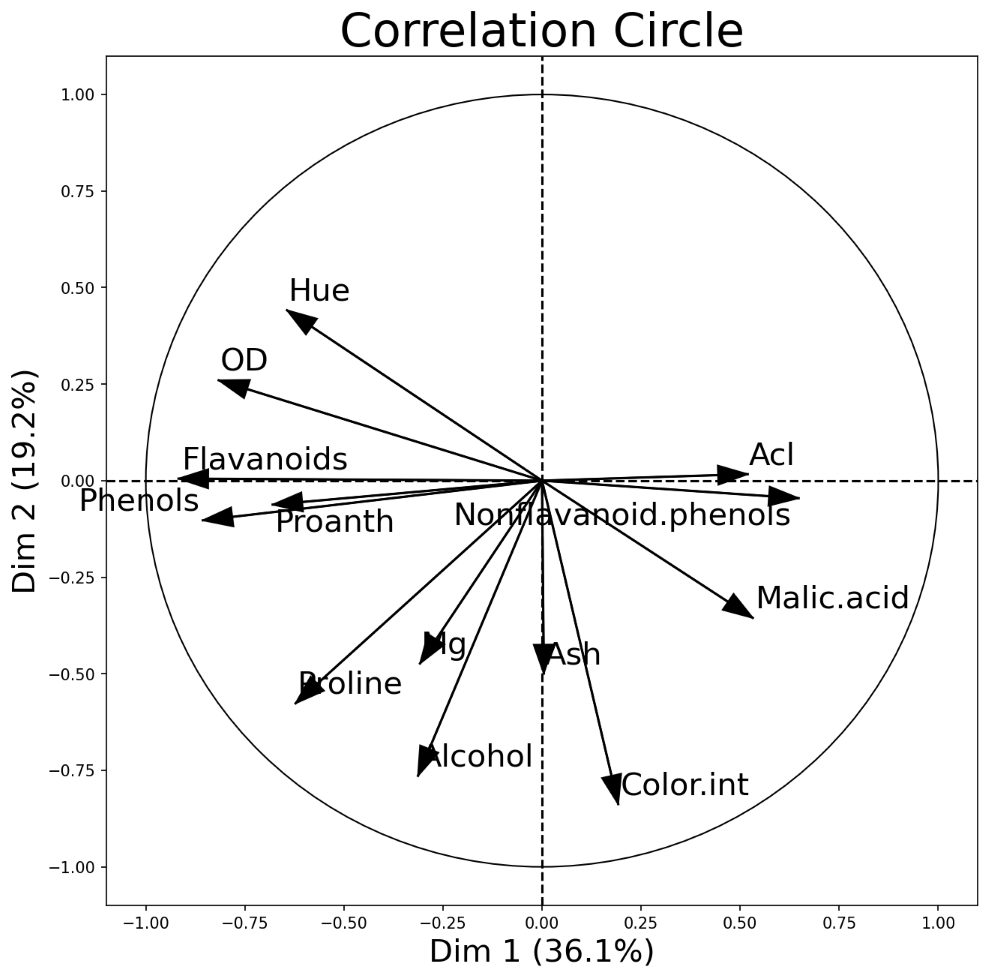 Correlation Circle
1.00
0.75
0.50
0.25
0.00
−0.25
−0.50
−0.75
−1.00
Dim 2 (19.2%)
Hue
OD
Flavanoids
Acl
Phenols
Proanth
Nonflavanoid.phenols
Malic.acid
Mg
Ash
Proline
Alcohol
Color.int
−1.00
−0.75
−0.50
−0.25
0.00
0.25
0.50
0.75
1.00
Dim 1 (36.1%)